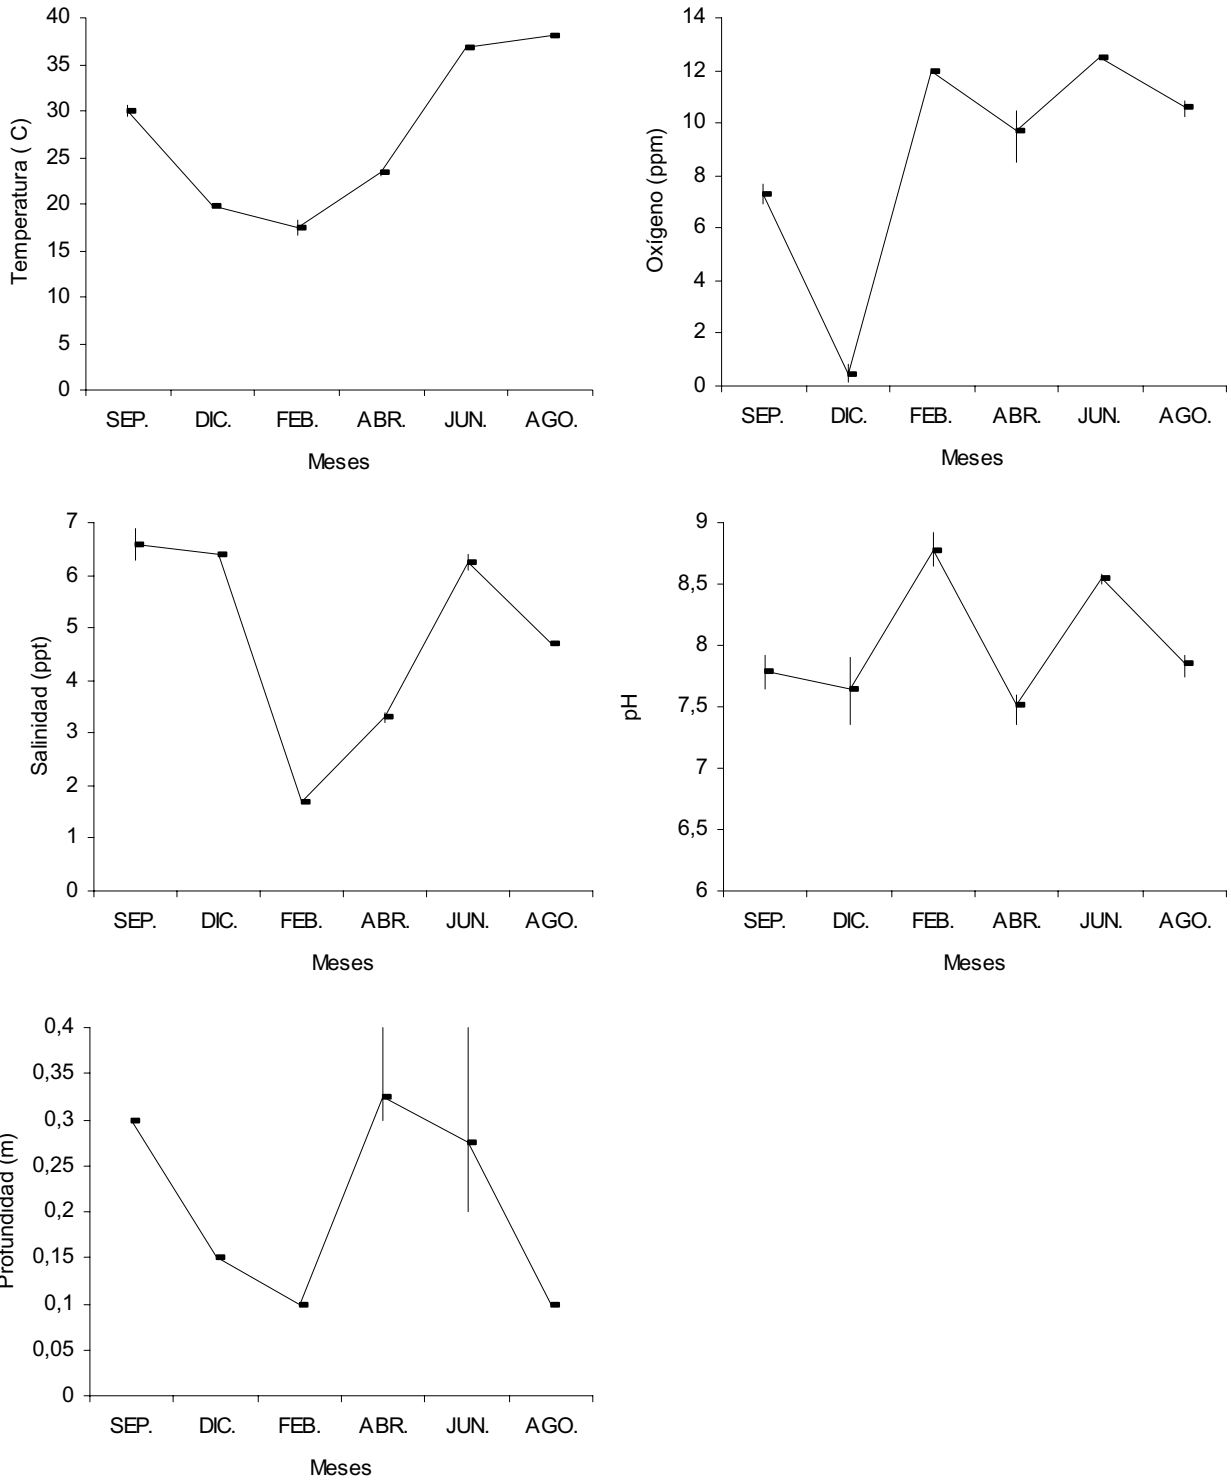 40
35
30
25
20
15
10
5
0
Temperatura ( C)
SEP. DIC. FEB. ABR. JUN. AGO.
Meses
14
12
10
8
6
4
2
0
Oxígeno (ppm)
SEP. DIC. FEB. ABR. JUN. AGO.
Meses
7
6
5
4
3
2
1
0
Salinidad (ppt)
SEP. DIC. FEB. ABR. JUN. AGO.
Meses
9
8,5
8
7,5
7
6,5
6
pH
SEP. DIC. FEB. ABR. JUN. AGO.
Meses
0,4
0,35
0,3
0,25
0,2
0,15
0,1
0,05
0
Profundidad (m)
SEP. DIC. FEB. ABR. JUN. AGO.
Meses